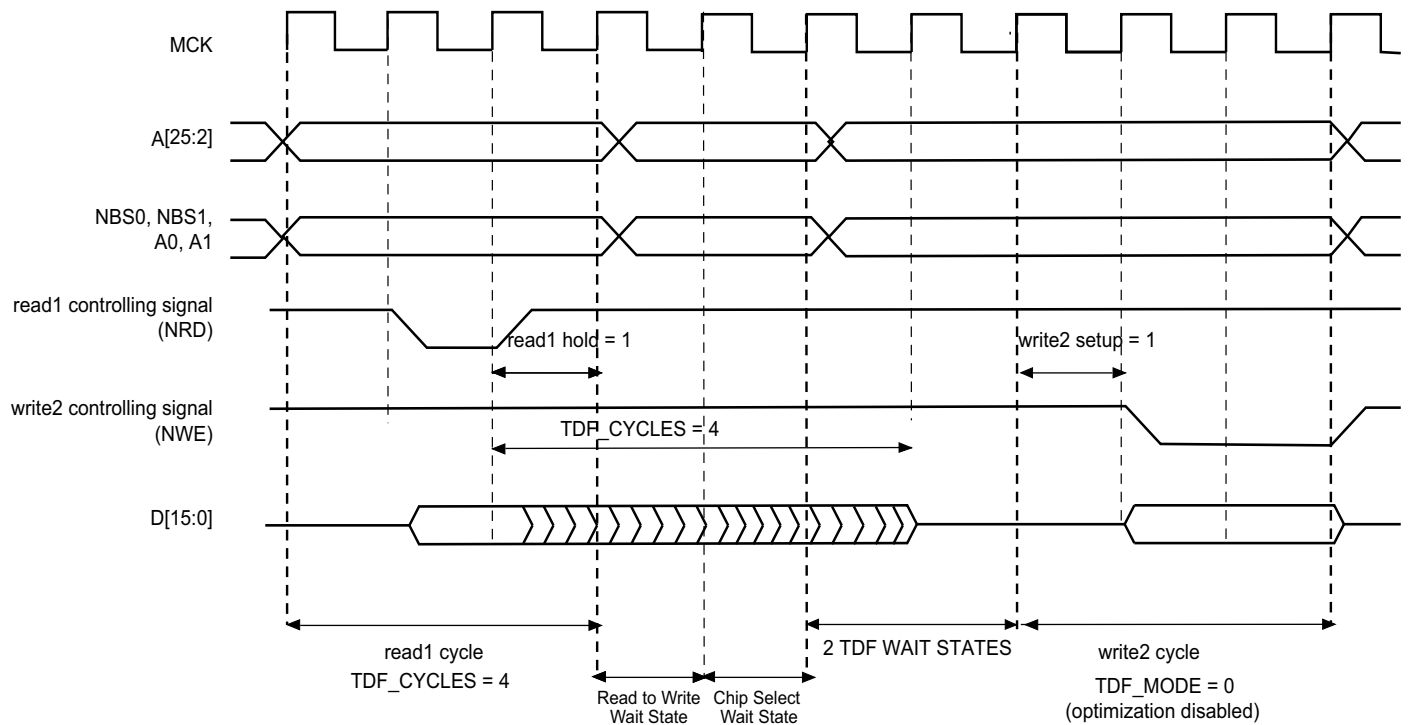 MCK
A[25:2]
NBS0, NBS1,
A0, A1
read1 controlling signal
(NRD)
read1 hold = 1
write2 setup = 1
write2 controlling signal
(NWE)
TDF_CYCLES = 4
D[15:0]
read1 cycle
TDF_CYCLES = 4
Read to Write
Wait State
Chip Select
Wait State
2 TDF WAIT STATES
write2 cycle
TDF_MODE = 0
(optimization disabled)